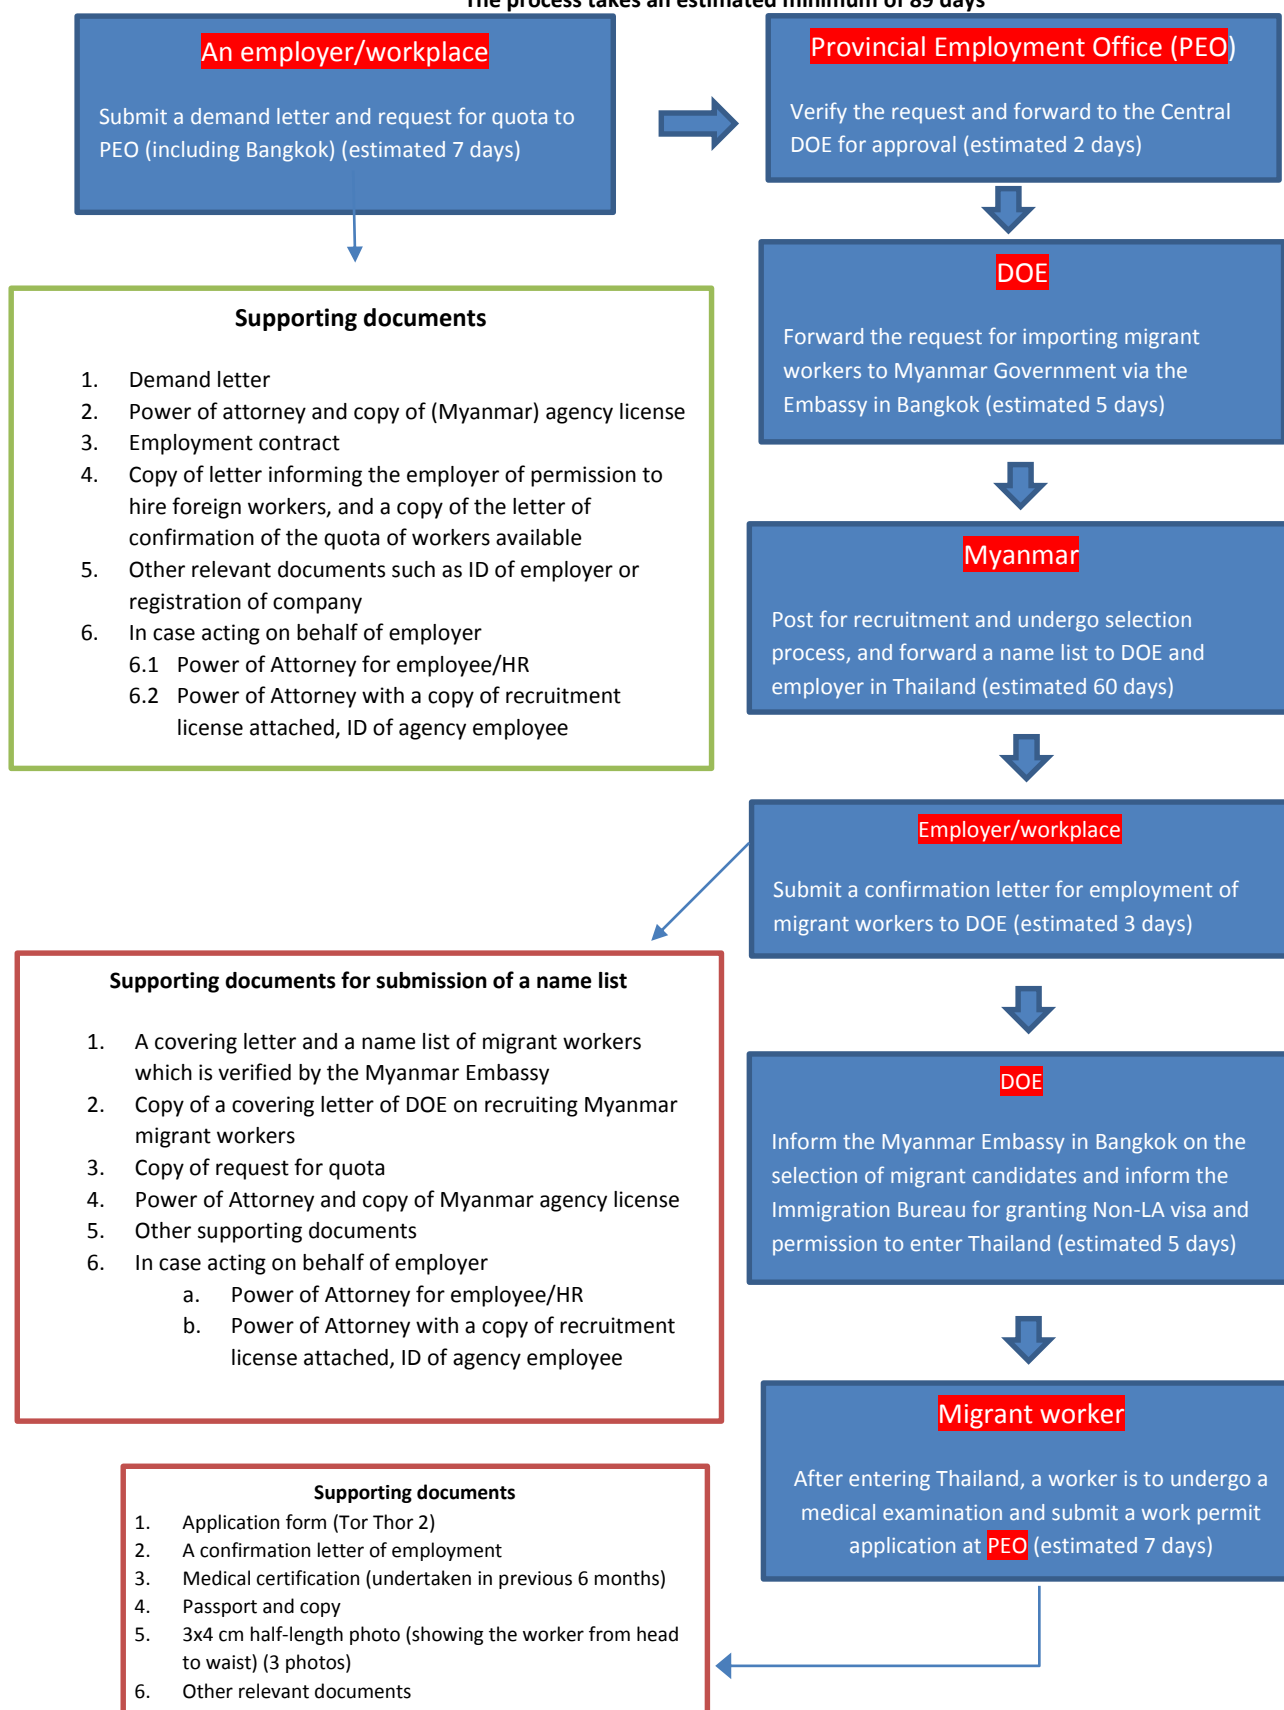 The process takes an estimated minimum of 89 days
An employer/workplace
Submit a demand letter and request for quota to
PEO (including Bangkok) (estimated 7 days)
Provincial Employment Office (PEO)
Verify the request and forward to the Central
DOE for approval (estimated 2 days)
DOE
Forward the request for importing migrant
workers to Myanmar Government via the
Embassy in Bangkok (estimated 5 days)
Supporting documents
1. Demand letter
2. Power of attorney and copy of (Myanmar) agency license
3. Employment contract
4. Copy of letter informing the employer of permission to
hire foreign workers, and a copy of the letter of
confirmation of the quota of workers available
5. Other relevant documents such as ID of employer or
registration of company
6. In case acting on behalf of employer
6.1 Power of Attorney for employee/HR
6.2 Power of Attorney with a copy of recruitment
license attached, ID of agency employee
Myanmar
Post for recruitment and undergo selection
process, and forward a name list to DOE and
employer in Thailand (estimated 60 days)
Employer/workplace
Submit a confirmation letter for employment of
migrant workers to DOE (estimated 3 days)
Supporting documents for submission of a name list
1. A covering letter and a name list of migrant workers
which is verified by the Myanmar Embassy
2. Copy of a covering letter of DOE on recruiting Myanmar
migrant workers
3. Copy of request for quota
4. Power of Attorney and copy of Myanmar agency license
5. Other supporting documents
6. In case acting on behalf of employer
a. Power of Attorney for employee/HR
b. Power of Attorney with a copy of recruitment
license attached, ID of agency employee
DOE
Inform the Myanmar Embassy in Bangkok on the
selection of migrant candidates and inform the
Immigration Bureau for granting Non-LA visa and
permission to enter Thailand (estimated 5 days)
Migrant worker
After entering Thailand, a worker is to undergo a
medical examination and submit a work permit
application at PEO (estimated 7 days)
Supporting documents
1. Application form (Tor Thor 2)
2. A confirmation letter of employment
3. Medical certification (undertaken in previous 6 months)
4. Passport and copy
5. 3x4 cm half-length photo (showing the worker from head
to waist) (3 photos)
6. Other relevant documents